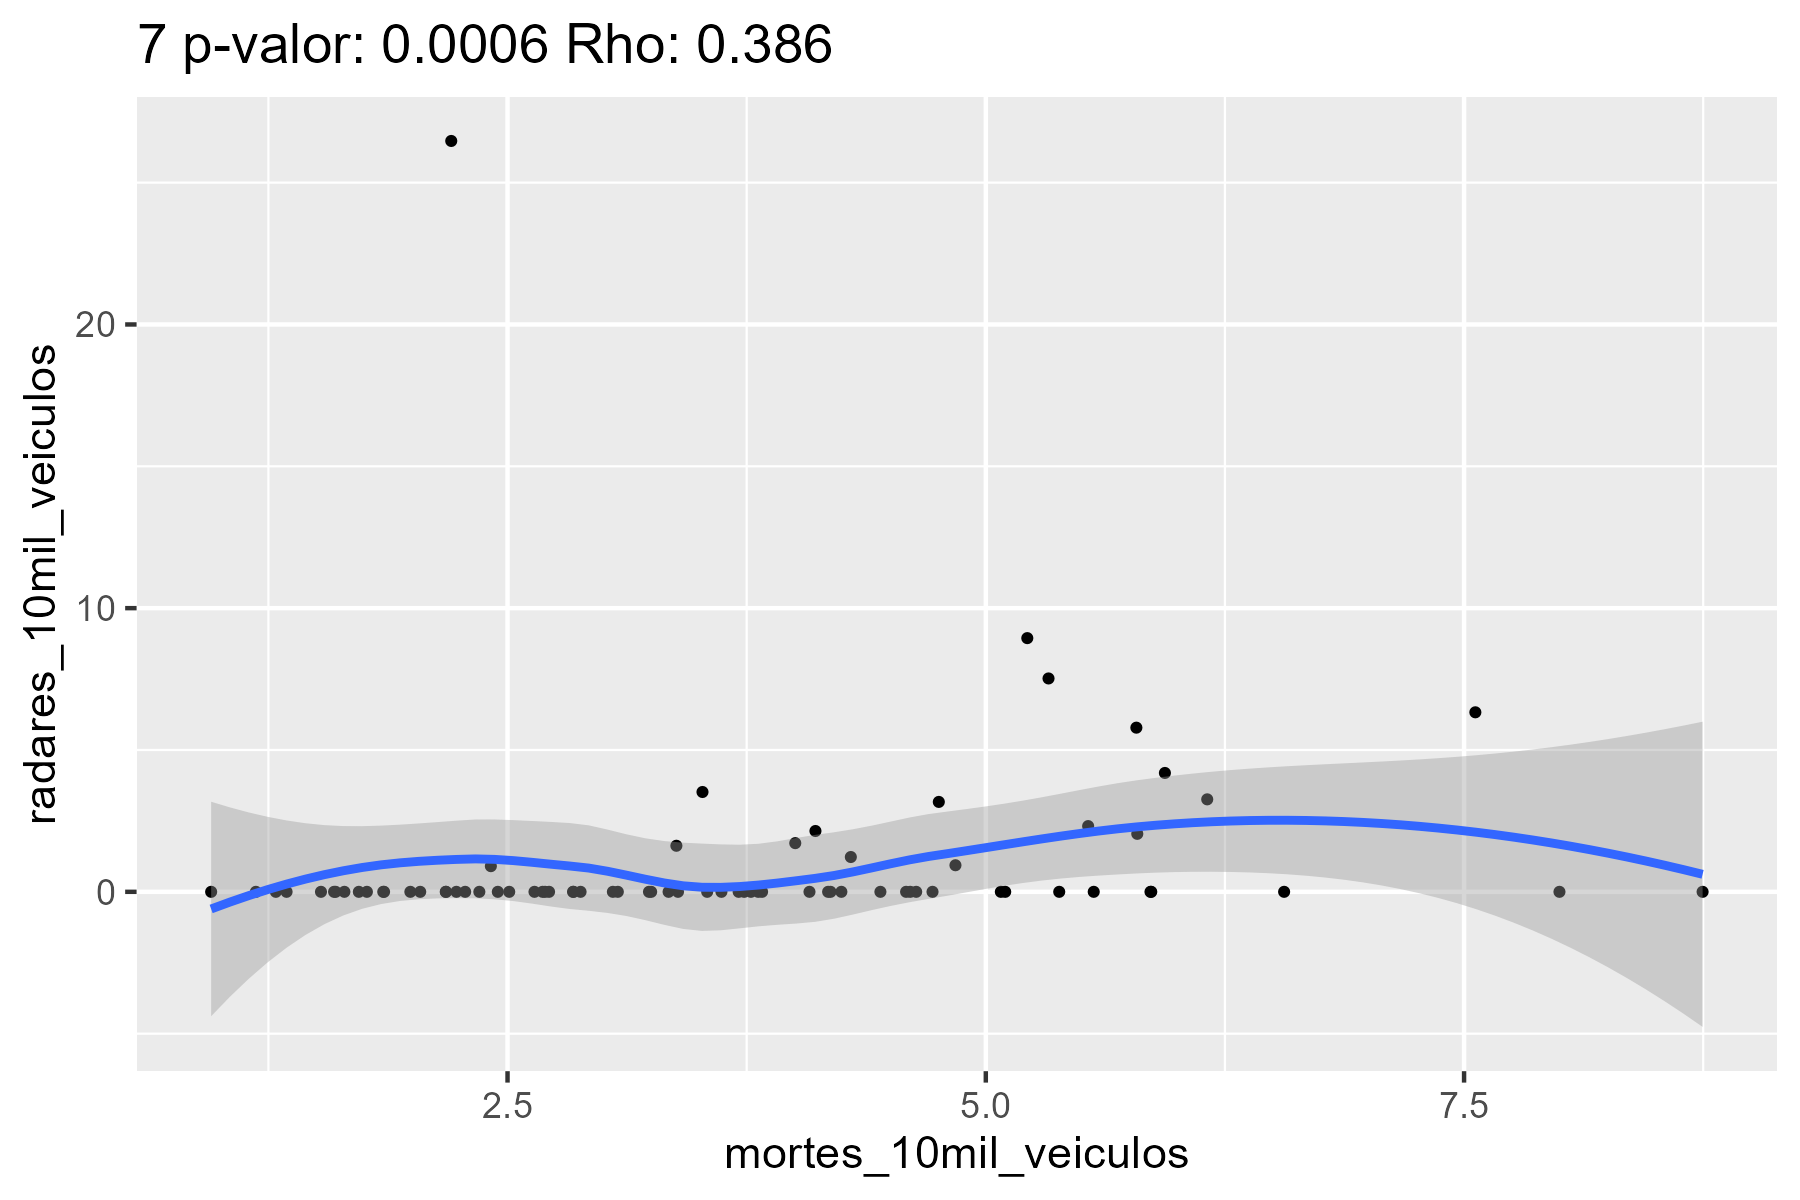 7 p-valor: 0.0006 Rho: 0.386
radares_10mil_veiculos
20
10
0
2.5 5.0 7.5
mortes_10mil_veiculos